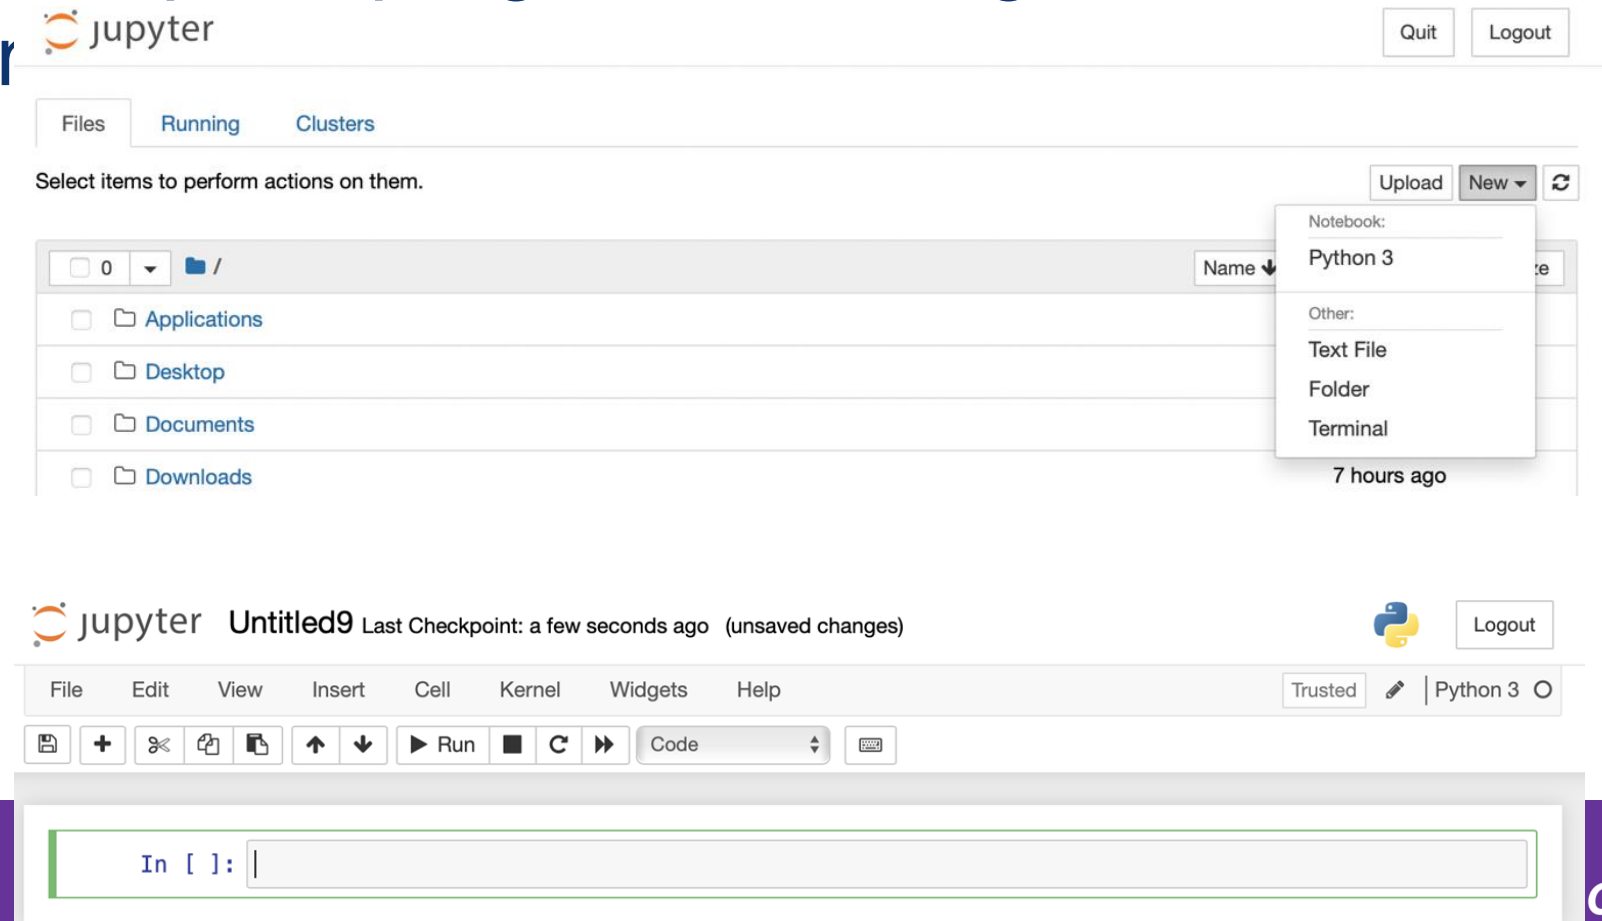 jupyter
Quit Logout
Files Running Clusters
Select items to perform actions on them.
Upload New
Notebook:
Python 3
0 / Name
Other:
Text File
Folder
Terminal
Applications
Desktop
Documents
Downloads 7 hours ago
jupyter Untitled9 Last Checkpoint: a few seconds ago (unsaved changes)
Logout
File Edit View Insert Cell Kernel Widgets Help Trusted Python 3
Run Code
In [ ]: